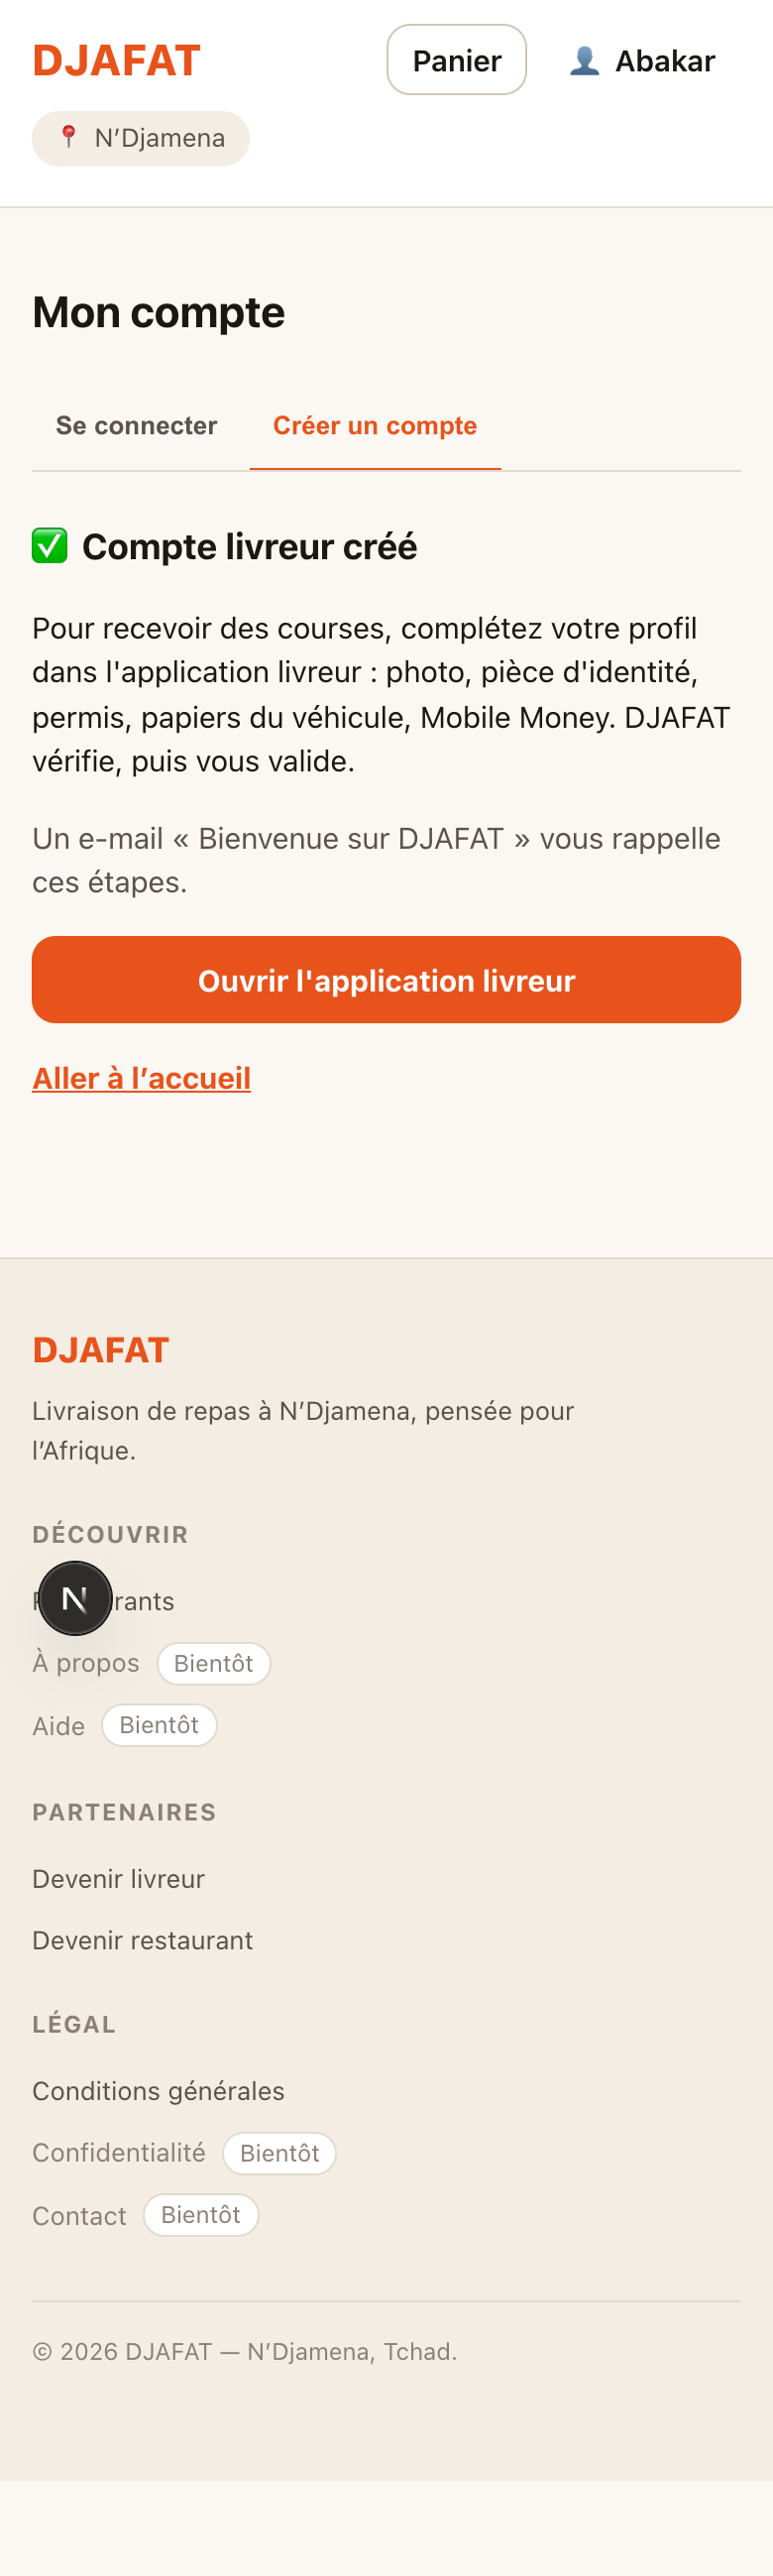 DJAFAT
Panier
Abakar
N’Djamena
Mon compte
Se connecter
Créer un compte
Compte livreur créé
Pour recevoir des courses, complétez votre profil
dans l'application livreur : photo, pièce d'identité,
permis, papiers du véhicule, Mobile Money. DJAFAT
vérifie, puis vous valide.
Un e-mail « Bienvenue sur DJAFAT » vous rappelle
ces étapes.
Ouvrir l'application livreur
Aller à l’accueil
DJAFAT
Livraison de repas à N’Djamena, pensée pour
l’Afrique.
DÉCOUVRIR
N
À propos Bientôt
Aide Bientôt
PARTENAIRES
Devenir livreur
Devenir restaurant
LÉGAL
Conditions générales
Confidentialité Bientôt
Contact Bientôt
© 2026 DJAFAT — N’Djamena, Tchad.